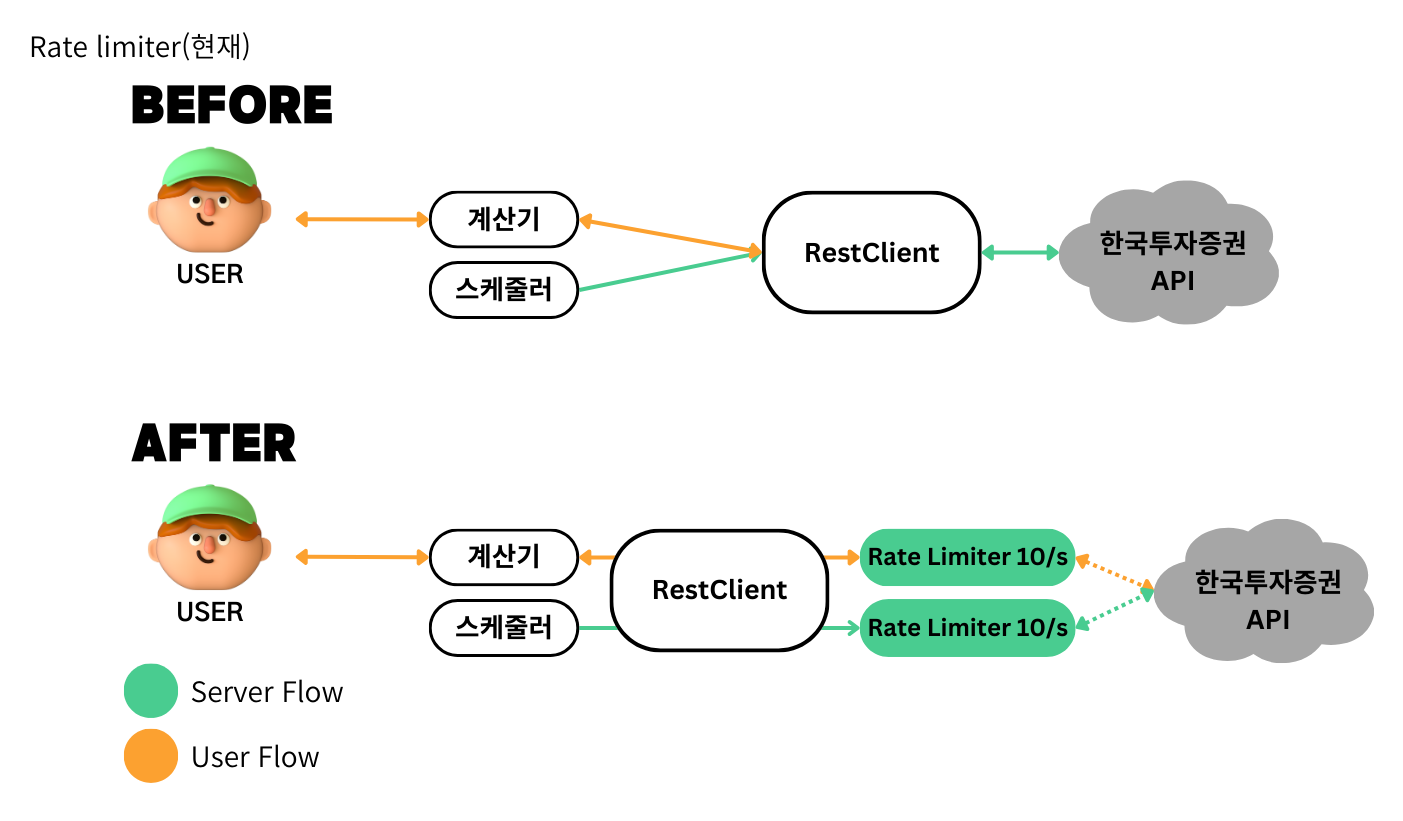 Rate limiter(현재)
BEFORE
USER
계산기
스케줄러
RestClient
한국투자증권
API
AFTER
USER
계산기
스케줄러
RestClient
Rate Limiter 10/s
Rate Limiter 10/s
한국투자증권
API
Server Flow
User Flow